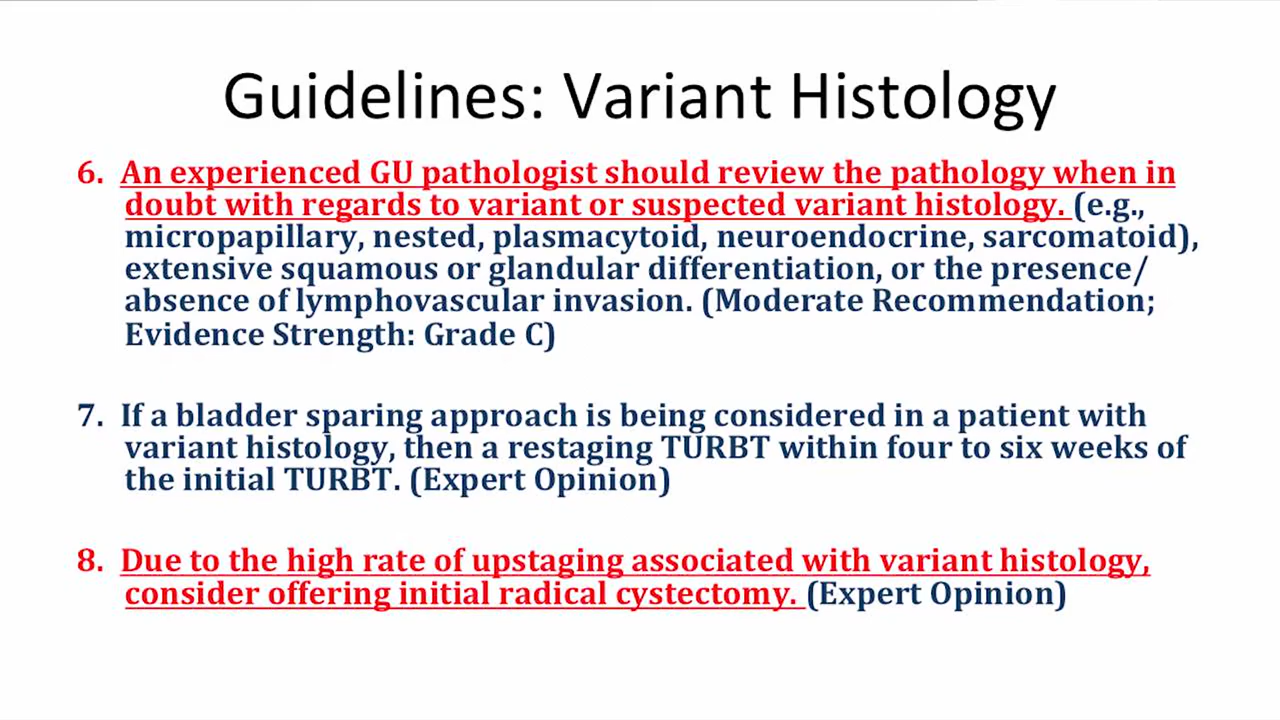 Guidelines: Variant Histology
6. An experienced GU pathologist should review the pathology when in
doubt with regards to variant or suspected variant histology. (e.g.,
micropapillary, nested, plasmacytoid, neuroendocrine, sarcomatoid),
extensive squamous or glandular differentiation, or the presence/
absence of lymphovascular invasion. (Moderate Recommendation;
Evidence Strength: Grade C)
7. If a bladder sparing approach is being considered in a patient with
variant histology, then a restaging TURBT within four to six weeks of
the initial TURBT. (Expert Opinion)
8. Due to the high rate of upstaging associated with variant histology,
consider offering initial radical cystectomy. (Expert Opinion)